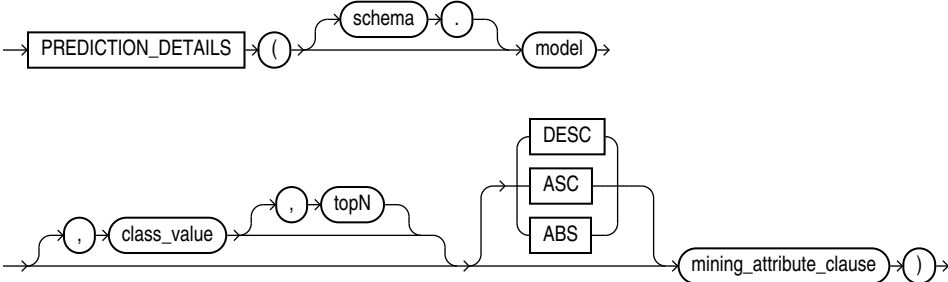 schema .
PREDICTION_DETAILS ( model
DESC
ASC
, topN
, class_value ABS
mining_attribute_clause )